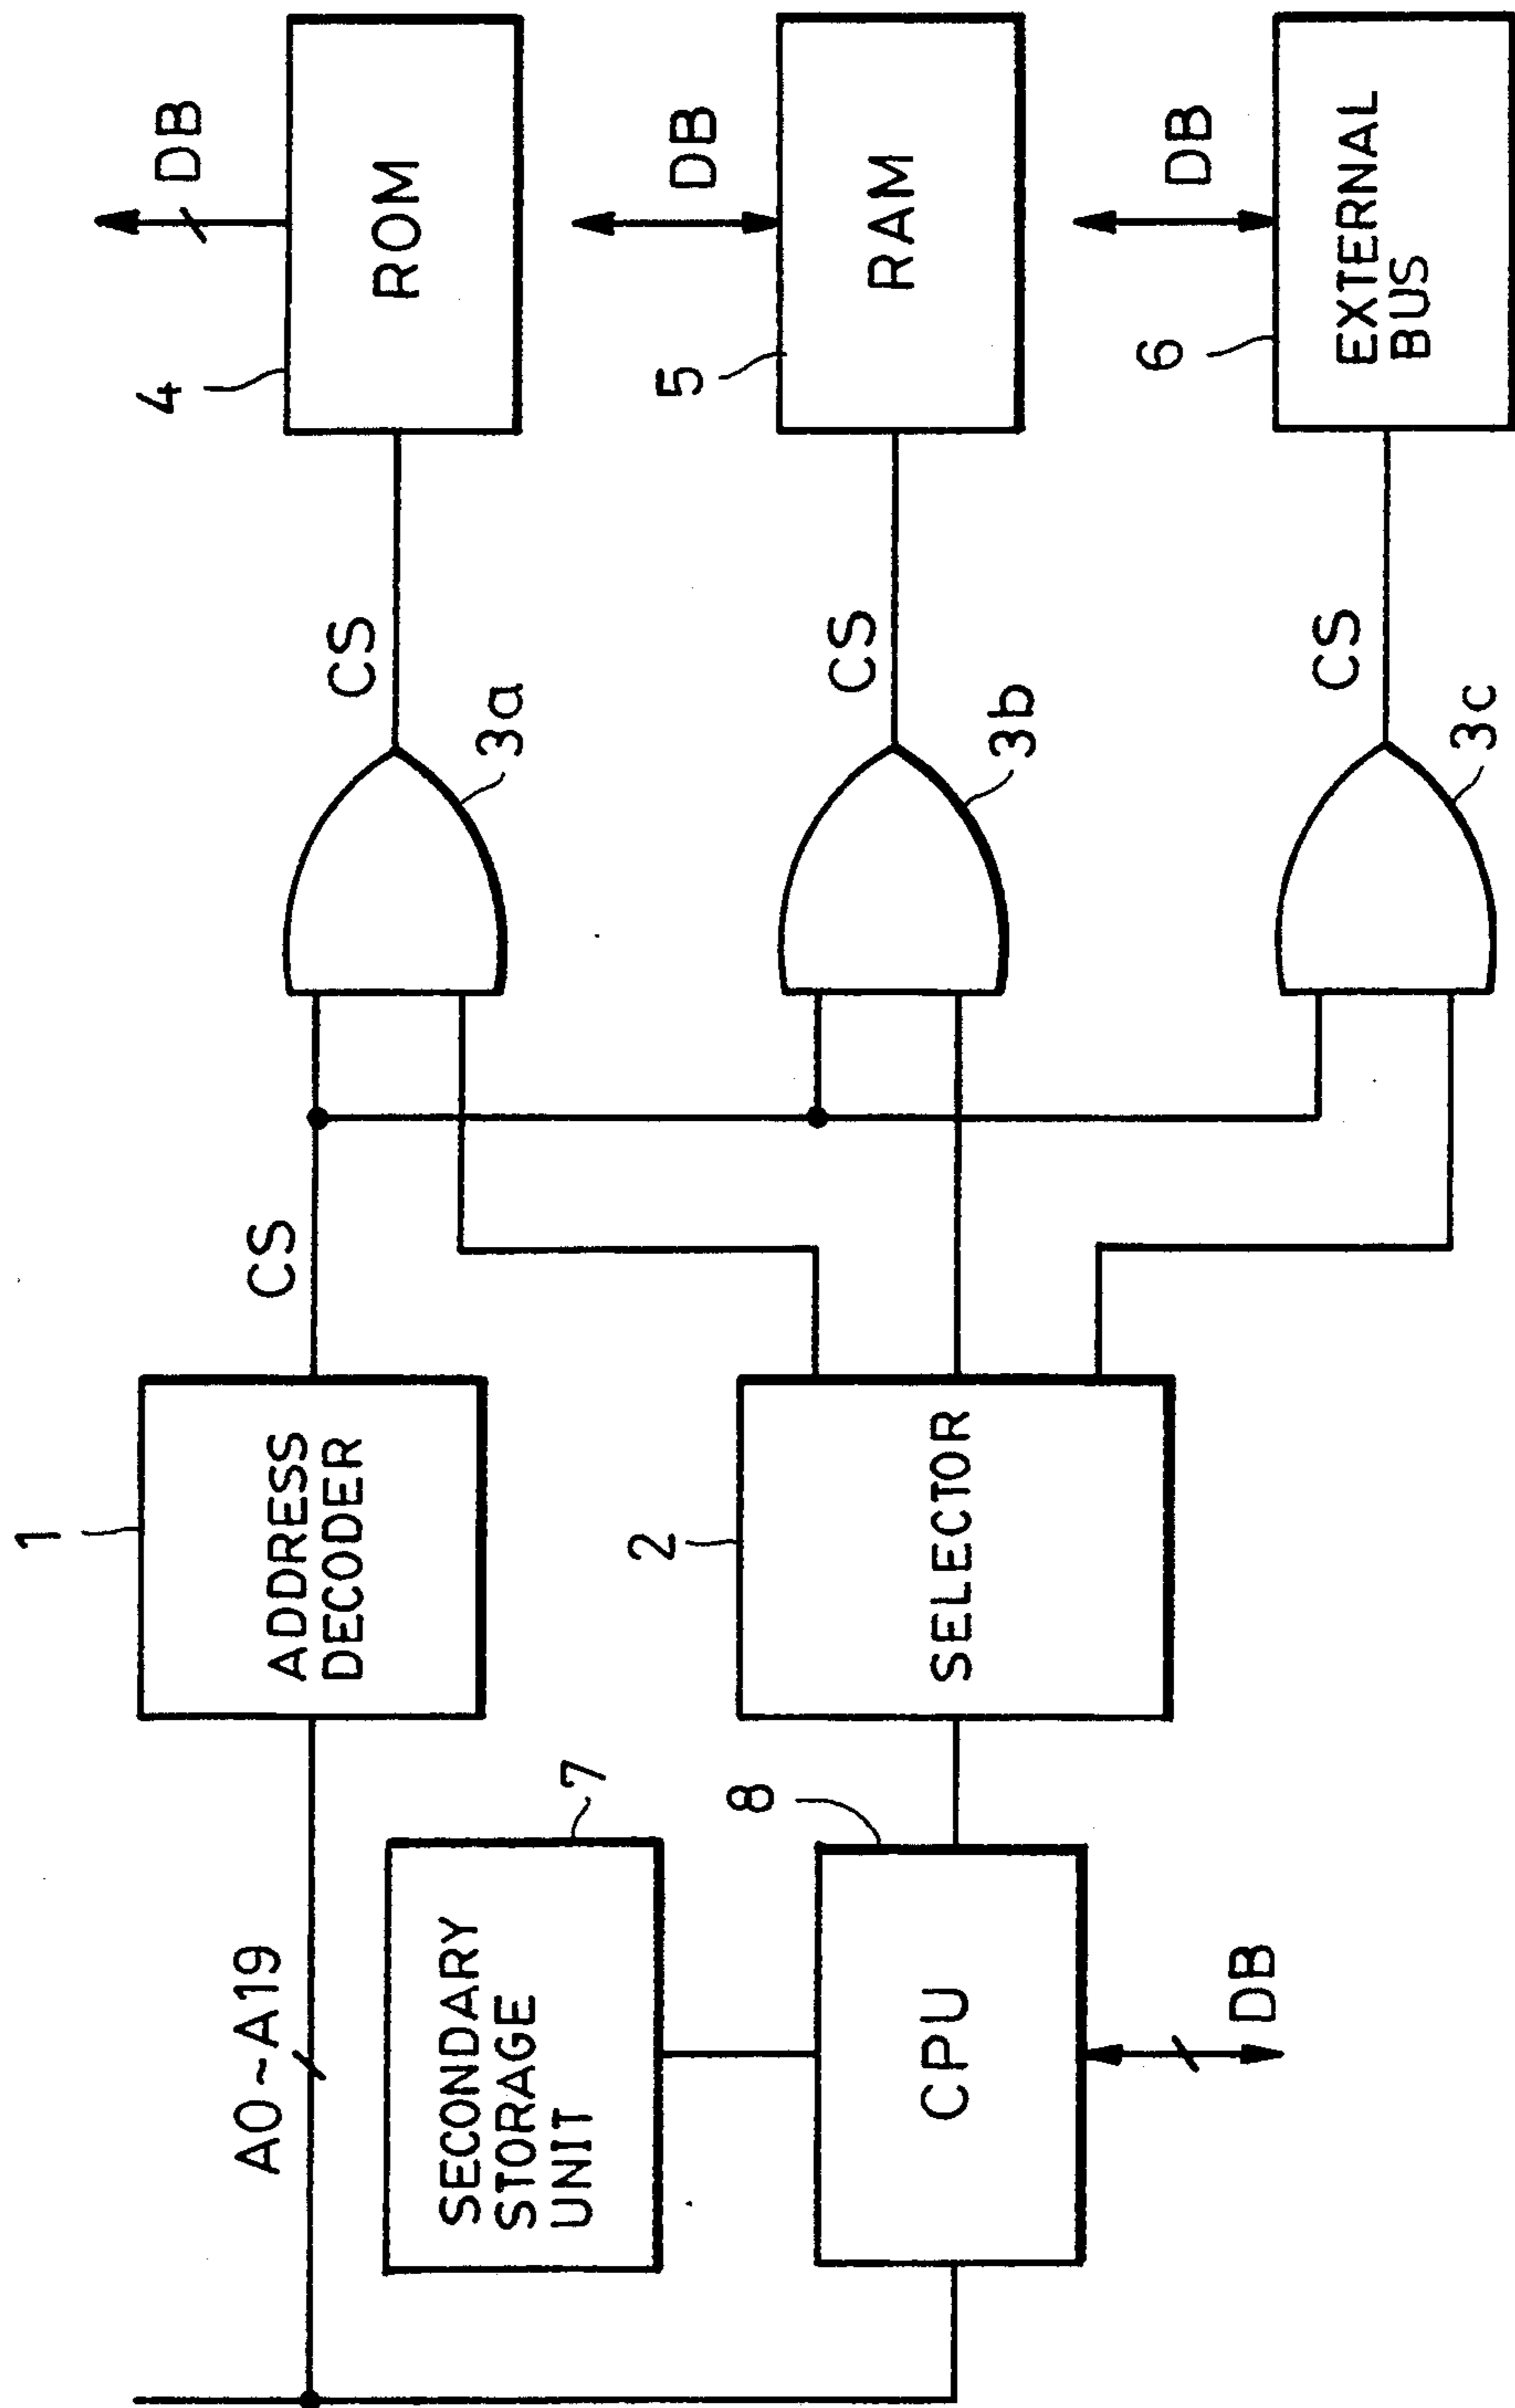 1
ADDRESS
DECODER
CS
A0~A19
SECONDARY
STORAGE
UNIT
7
2
SELECTOR
8
CPU
DB
3a
CS
3b
CS
3c
CS
4
ROM
DB
5
RAM
DB
6
EXTERNAL
BUS
DB